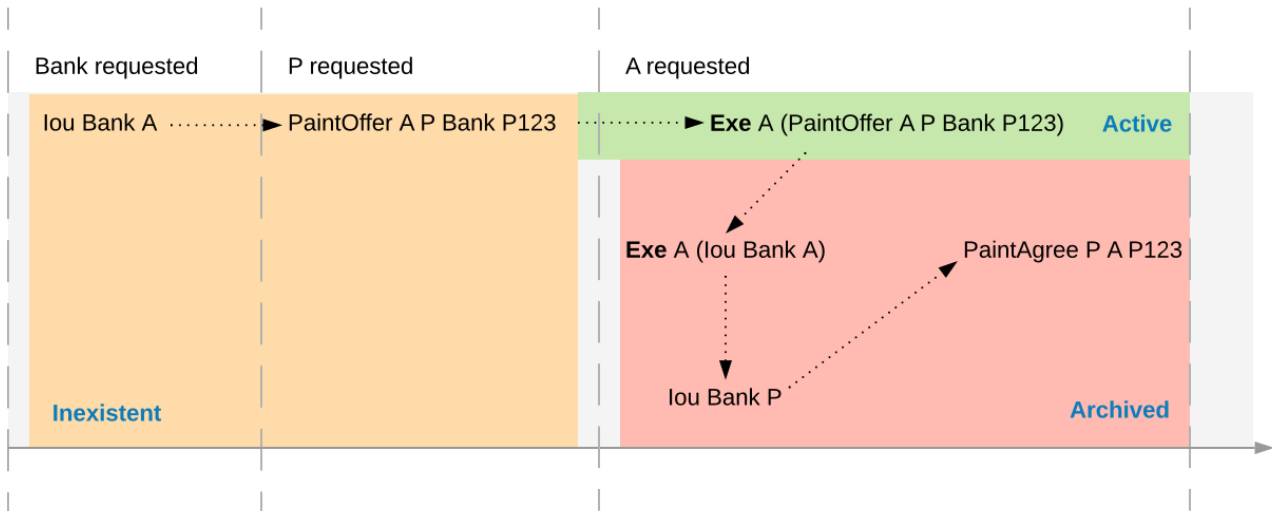 Bank requested
P requested
A requested
Iou Bank A
PaintOffer A P Bank P123
Exe A (PaintOffer A P Bank P123)
Active
Exe A (Iou Bank A)
PaintAgree P A P123
Iou Bank P
Inexistent
Archived